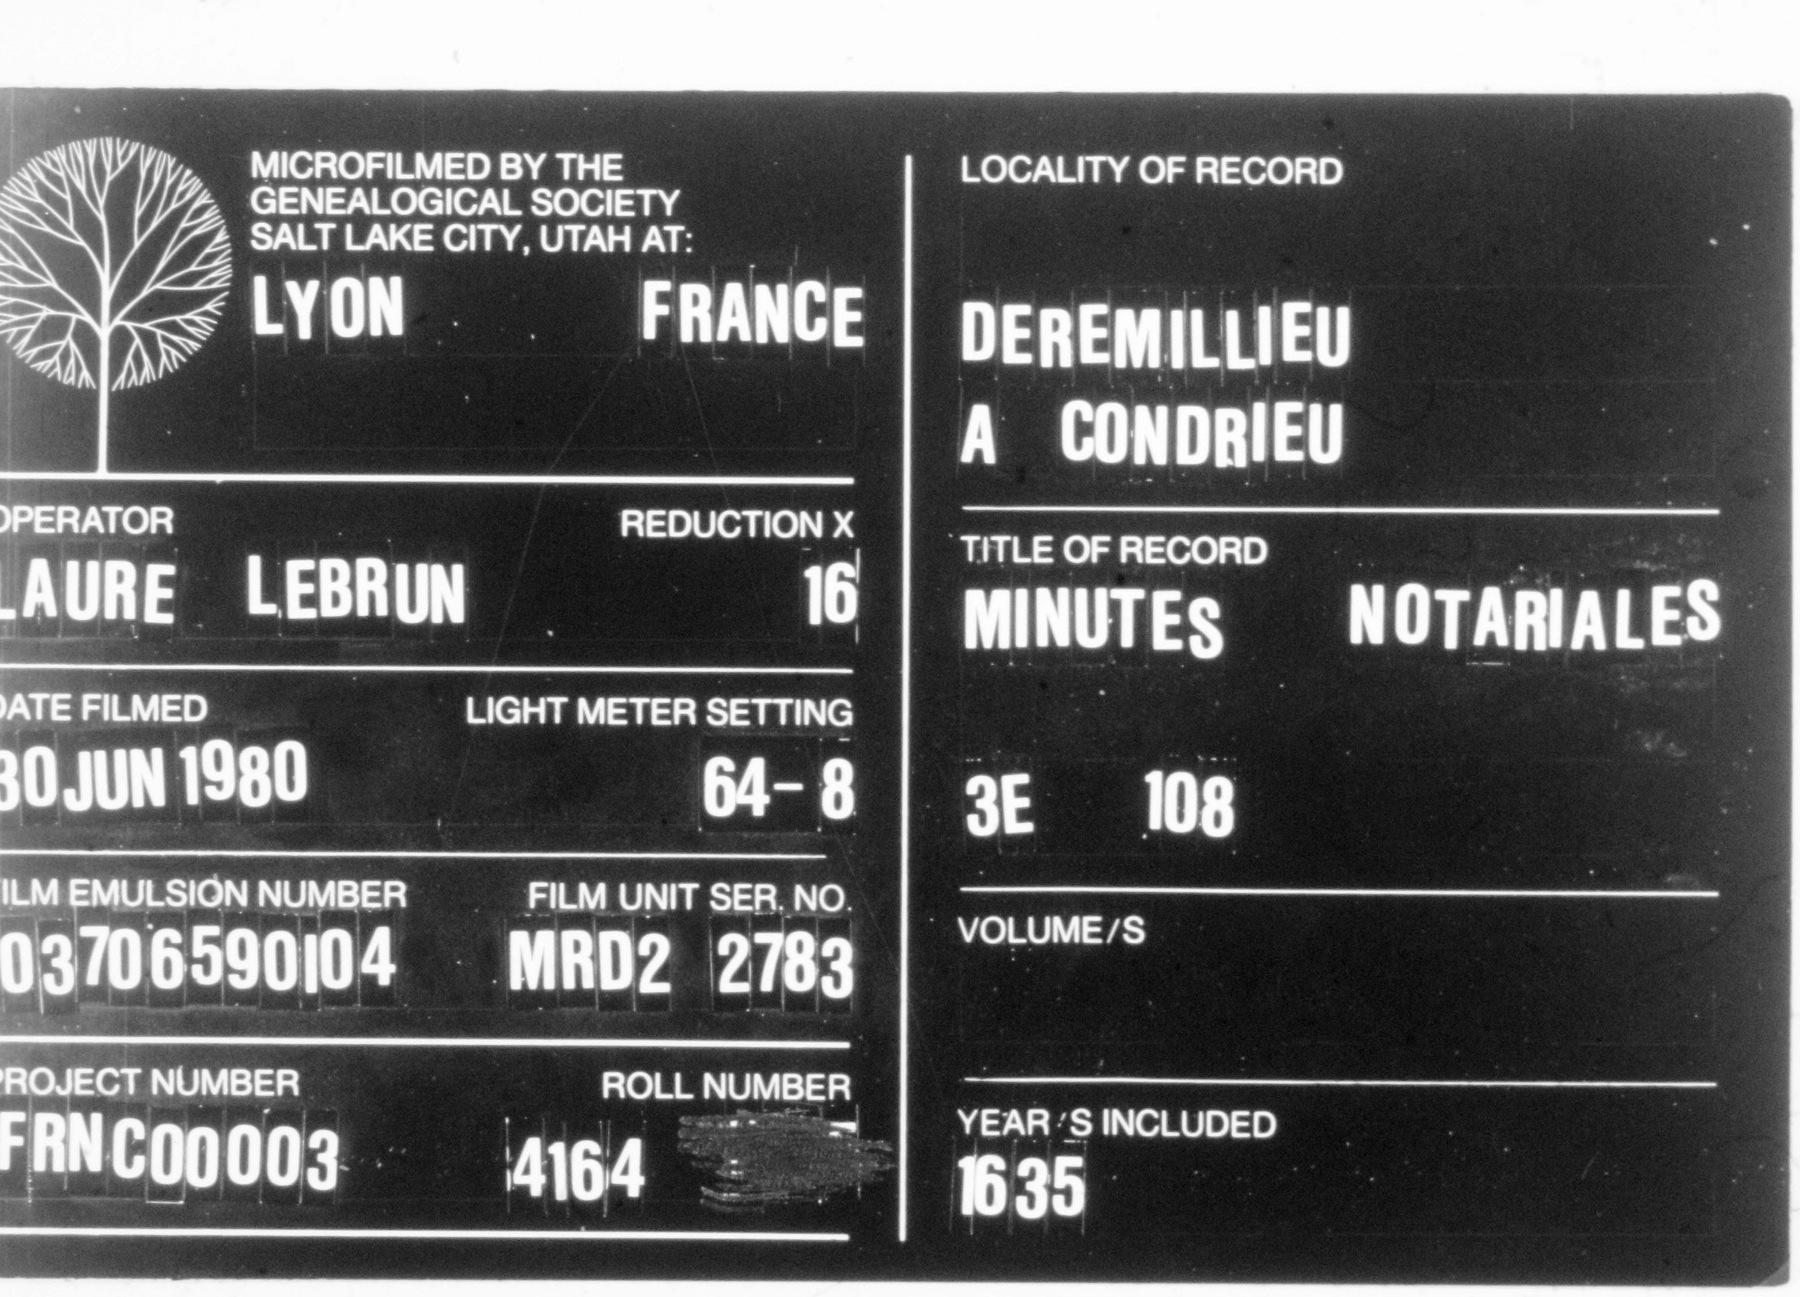 MICROFILMED BY THE
GENEALOGICAL SOCIETY
SALT LAKE CITY, UTAH AT:
LYON FRANCE
OPERATOR REDUCTION X
LAURE LEBRUN 16
DATE FILMED LIGHT METER SETTING
30 JUN 1980 64-8
FILM EMULSION NUMBER FILM UNIT SER. NO.
03706590104 MRD2 2783
PROJECT NUMBER ROLL NUMBER
FRNC00003 4164
LOCALITY OF RECORD
DEREMILLIEU
A CONDRIEU
TITLE OF RECORD
MINUTES NOTARIALES
3E 108
VOLUME/S
YEAR/S INCLUDED
1635